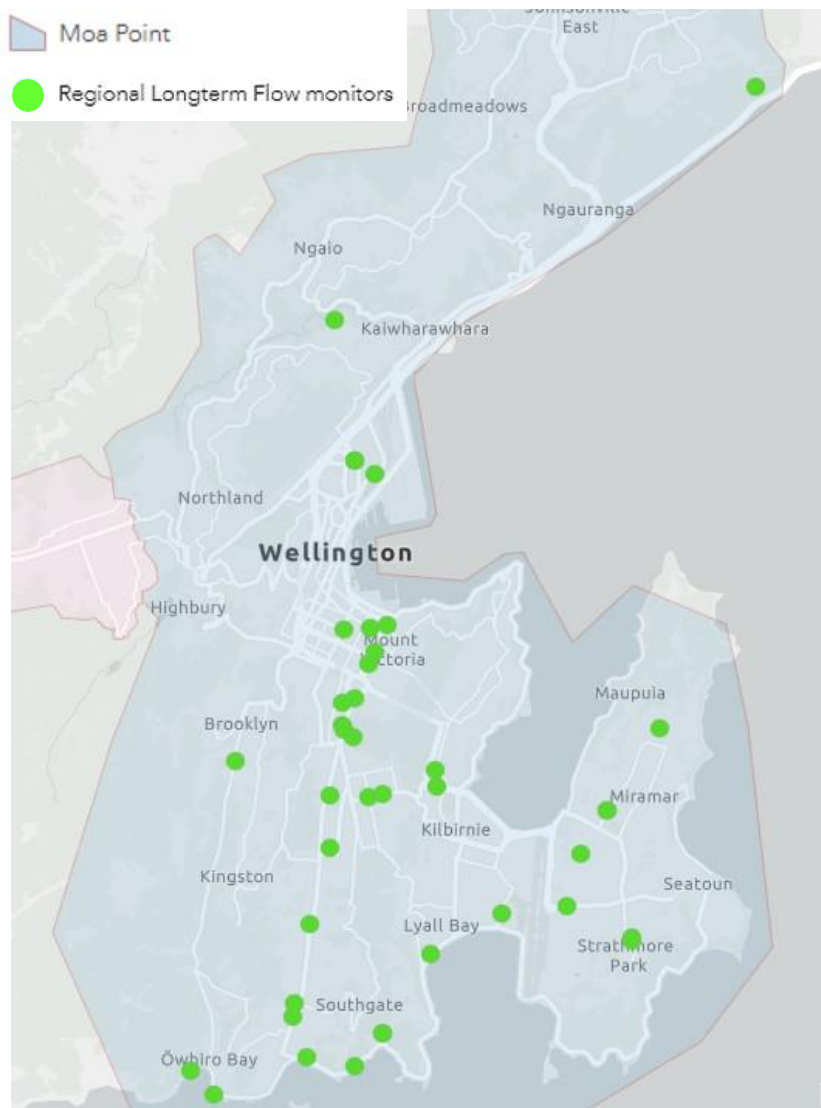 Moa Point
Regional Longterm Flow monitors
Johnsonville
East
Broadmeadows
Ngauranga
Ngaio
Kaiwharawhara
Northland
Wellington
Highbury
Mount
Victoria
Maupuia
Brooklyn
Miramar
Kilbirnie
Kingston
Seatoun
Lyall Bay
Strathmore
Park
Southgate
Ōwhiro Bay